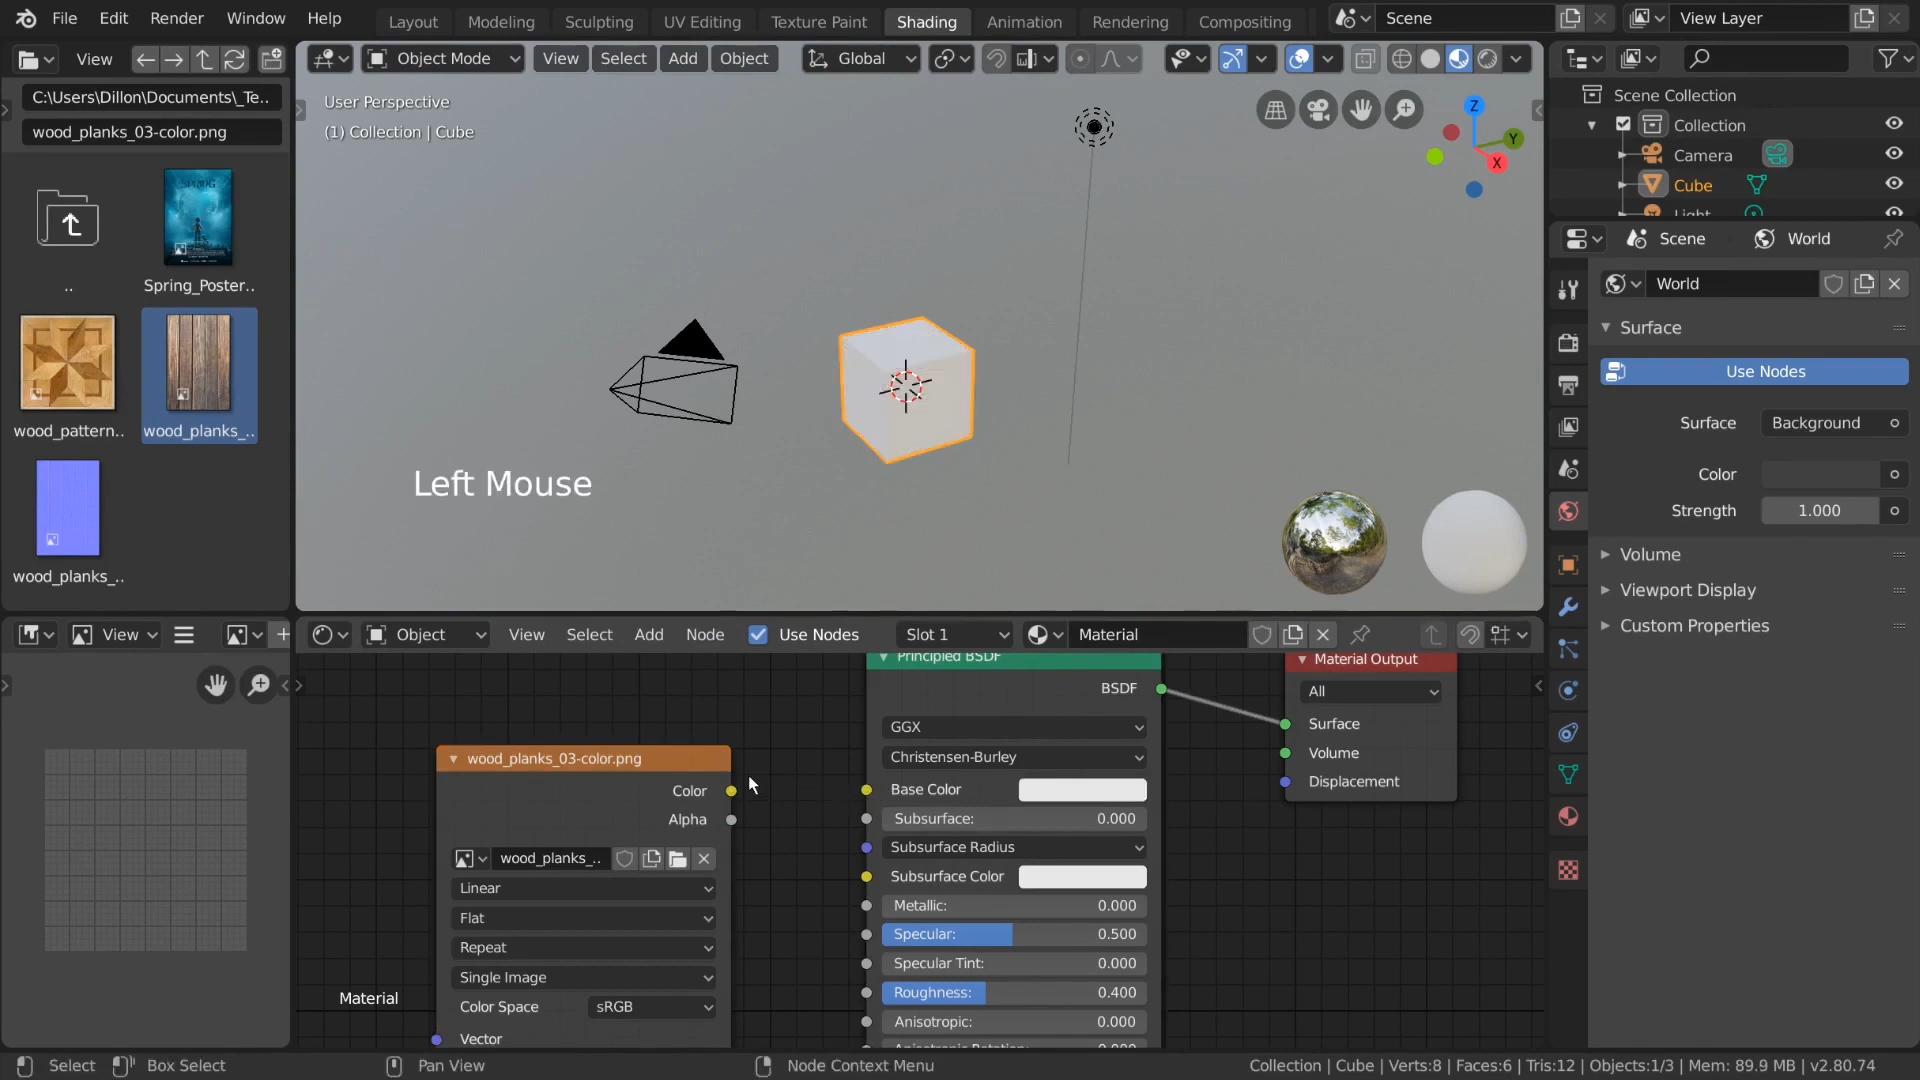 File Edit Render Window Help Layout Modeling Sculpting UV Editing Texture Paint Shading Animation Rendering Compositing Scene View Layer
View Object Mode View Select Add Object Global
C:\Users\Dillon\Documents\_Te..
wood_planks_03-color.png
User Perspective
(1) Collection | Cube
Z
Y
X
SPRING
..
Spring_Poster..
wood_pattern..
wood_planks_..
wood_planks_..
Left Mouse
Scene Collection
Collection
Camera
Cube
Light
Scene World
World
Surface
Use Nodes
Surface Background
Color
Strength 1.000
Volume
Viewport Display
Custom Properties
View
Object View Select Add Node Use Nodes Slot 1 Material
wood_planks_03-color.png
Color
Alpha
wood_planks_..
Linear
Flat
Repeat
Single Image
Color Space sRGB
Vector
Material
Principled BSDF
BSDF
GGX
Christensen-Burley
Base Color
Subsurface: 0.000
Subsurface Radius
Subsurface Color
Metallic: 0.000
Specular: 0.500
Specular Tint: 0.000
Roughness: 0.400
Anisotropic: 0.000
Anisotropic Rotation: 0.000
Material Output
All
Surface
Volume
Displacement
Select Box Select Pan View Node Context Menu Collection | Cube | Verts:8 | Faces:6 | Tris:12 | Objects:1/3 | Mem: 89.9 MB | v2.80.74